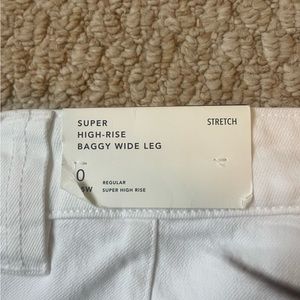 SUPER
HIGH-RISE
BAGGY WIDE LEG
STRETCH
0
REGULAR
SUPER HIGH RISE